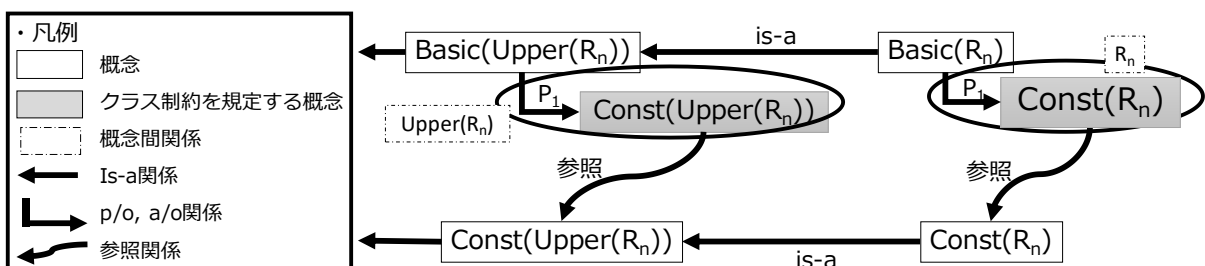 ・凡例
概念
クラス制約を規定する概念
概念間関係
Is-a関係
p/o, a/o関係
参照関係
Basic(Upper(Rn))
is-a
Basic(Rn)
Rn
P1
Const(Upper(Rn))
P1
Const(Rn)
Upper(Rn)
参照
参照
Const(Upper(Rn))
Const(Rn)
is-a